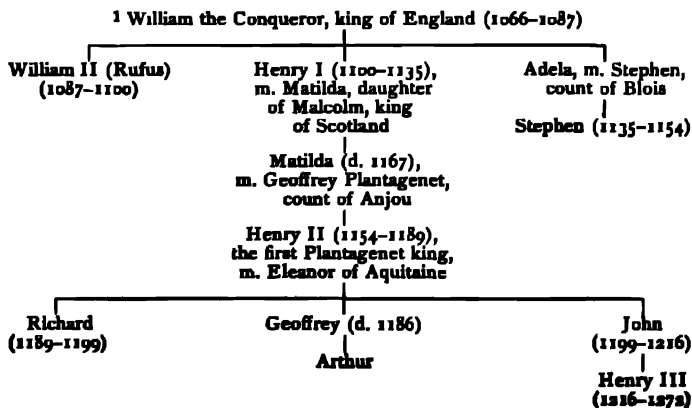 1 William the Conqueror, king of England (1066–1087)
William II (Rufus)
(1087–1100)
Henry I (1100–1135),
m. Matilda, daughter
of Malcolm, king
of Scotland
Adela, m. Stephen,
count of Blois
Stephen (1135–1154)
Matilda (d. 1167),
m. Geoffrey Plantagenet,
count of Anjou
Henry II (1154–1189),
the first Plantagenet king,
m. Eleanor of Aquitaine
Richard
(1189–1199)
Geoffrey (d. 1186)
Arthur
John
(1199–1216)
Henry III
(1216–1272)